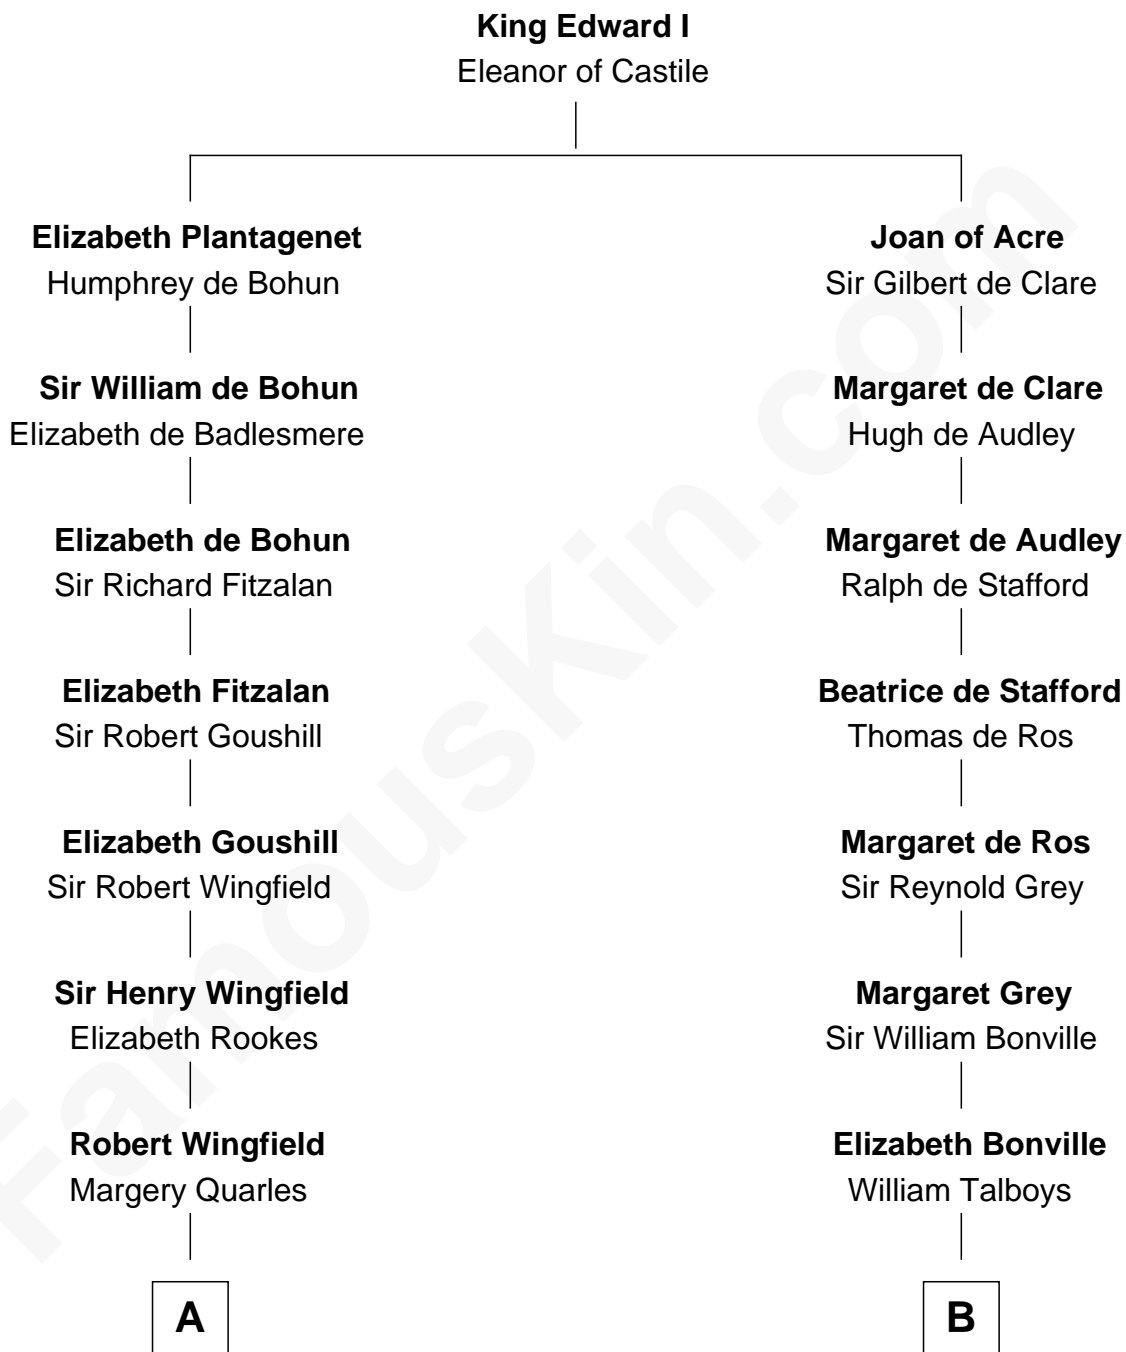 King Edward I
Eleanor of Castile
Elizabeth Plantagenet
Humphrey de Bohun
Joan of Acre
Sir Gilbert de Clare
Sir William de Bohun
Elizabeth de Badlesmere
Margaret de Clare
Hugh de Audley
Elizabeth de Bohun
Sir Richard Fitzalan
Margaret de Audley
Ralph de Stafford
Elizabeth Fitzalan
Sir Robert Goushill
Beatrice de Stafford
Thomas de Ros
Elizabeth Goushill
Sir Robert Wingfield
Margaret de Ros
Sir Reynold Grey
Sir Henry Wingfield
Elizabeth Rookes
Margaret Grey
Sir William Bonville
Robert Wingfield
Margery Quarles
Elizabeth Bonville
William Talboys
A
B
FamousKin.com